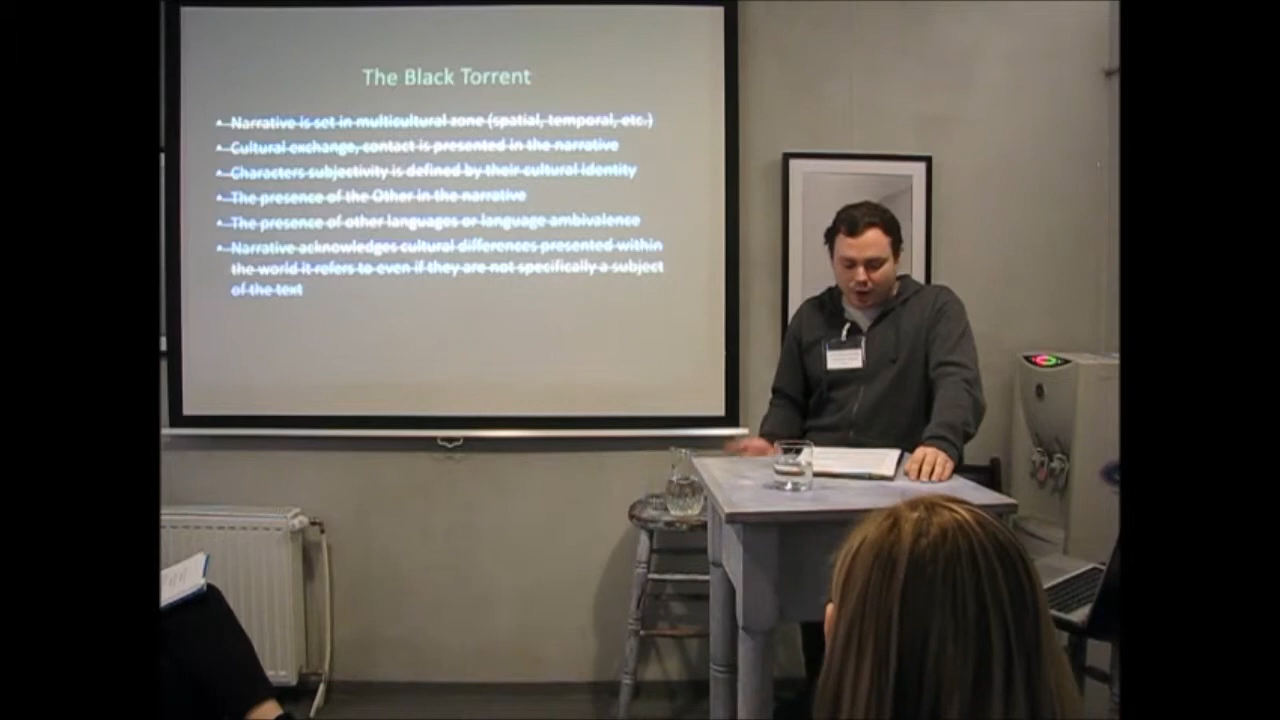 The Black Torrent
• Narrative is set in multicultural zone (spatial, temporal, etc.)
• Cultural exchange, contact is presented in the narrative
• Characters subjectivity is defined by their cultural identity
• The presence of the Other in the narrative
• The presence of other languages or language ambivalence
• Narrative acknowledges cultural differences presented within
the world it refers to even if they are not specifically a subject
of the text